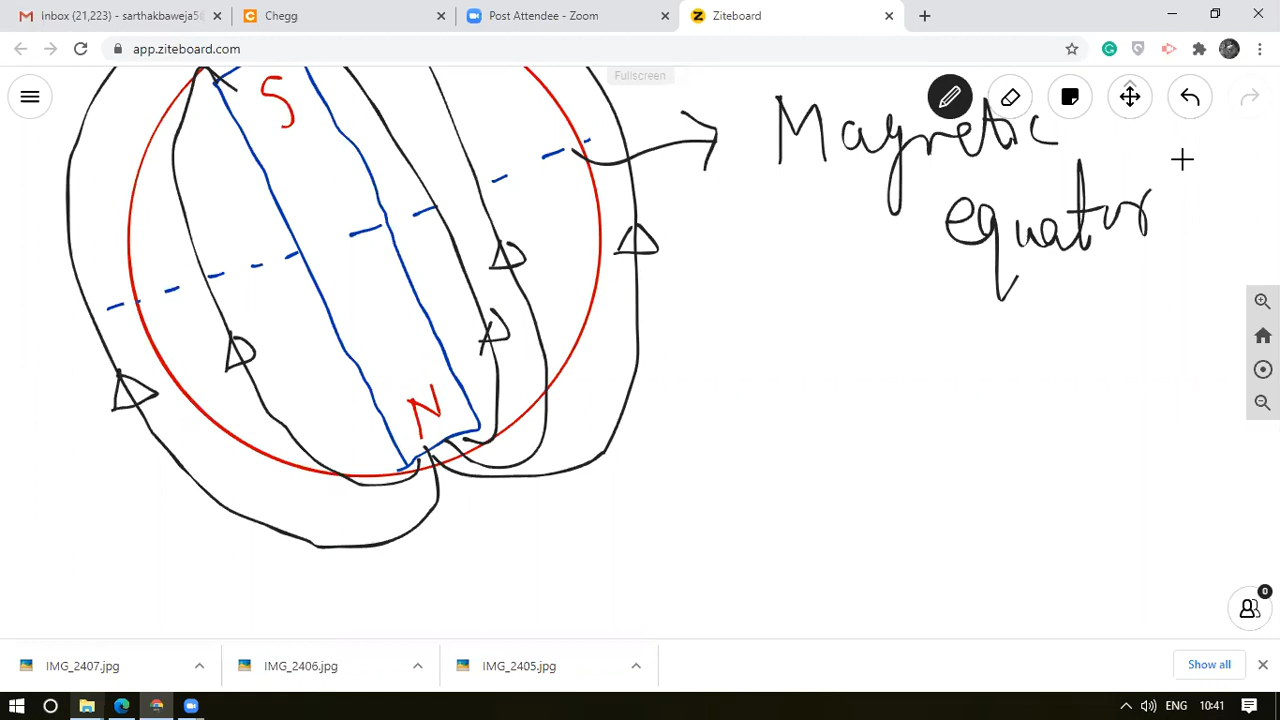 Inbox (21,223) - sarthakbaweja5
Chegg
Post Attendee - Zoom
Ziteboard
app.ziteboard.com
Fullscreen
S
Magnetic
equator
N
0
IMG_2407.jpg
IMG_2406.jpg
IMG_2405.jpg
Show all
ENG
10:41